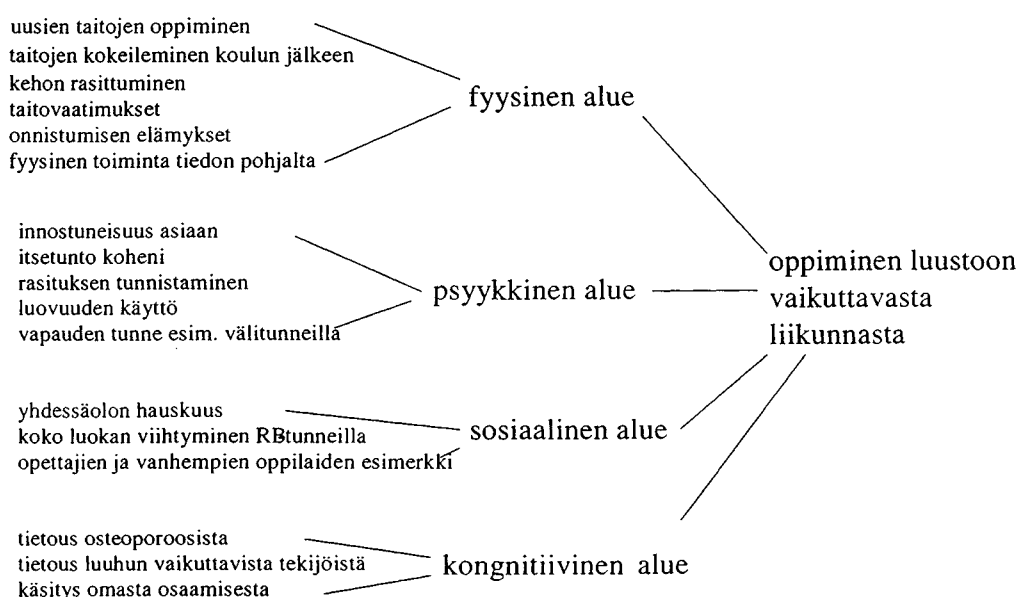 uusien taitojen oppiminen
taitojen kokeileminen koulun jälkeen
kehon rasittuminen
taitovaatimukset
onnistumisen elämykset
fyysinen toiminta tiedon pohjalta
fyysinen alue
innostuneisuus asiaan
itsetunto koheni
rasituksen tunnistaminen
luovuuden käyttö
vapauden tunne esim. välitunneilla
psyykkinen alue
oppiminen luustoon
vaikuttavasta
liikunnasta
yhdessäolon hauskuus
koko luokan viihtyminen RBtunneilla
opettajien ja vanhempien oppilaiden esimerkki
sosiaalinen alue
tietous osteoporoosista
tietous luuhun vaikuttavista tekijöistä
käsitys omasta osaamisesta
kongnitiivinen alue